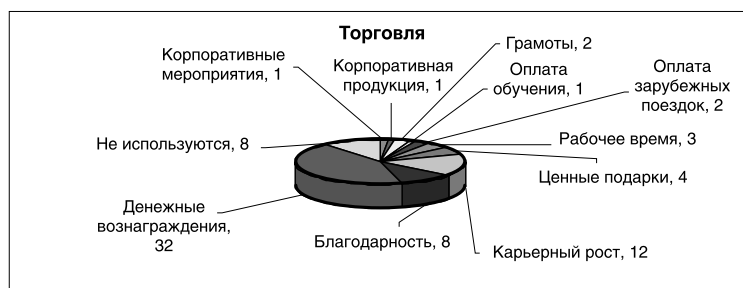 Торговля
Корпоративные
мероприятия, 1
Корпоративная
продукция, 1
Грамоты, 2
Оплата
обучения, 1
Оплата
зарубежных
поездок, 2
Не используются, 8
Рабочее время, 3
Ценные подарки, 4
Денежные
вознаграждения,
32
Благодарность, 8
Карьерный рост, 12